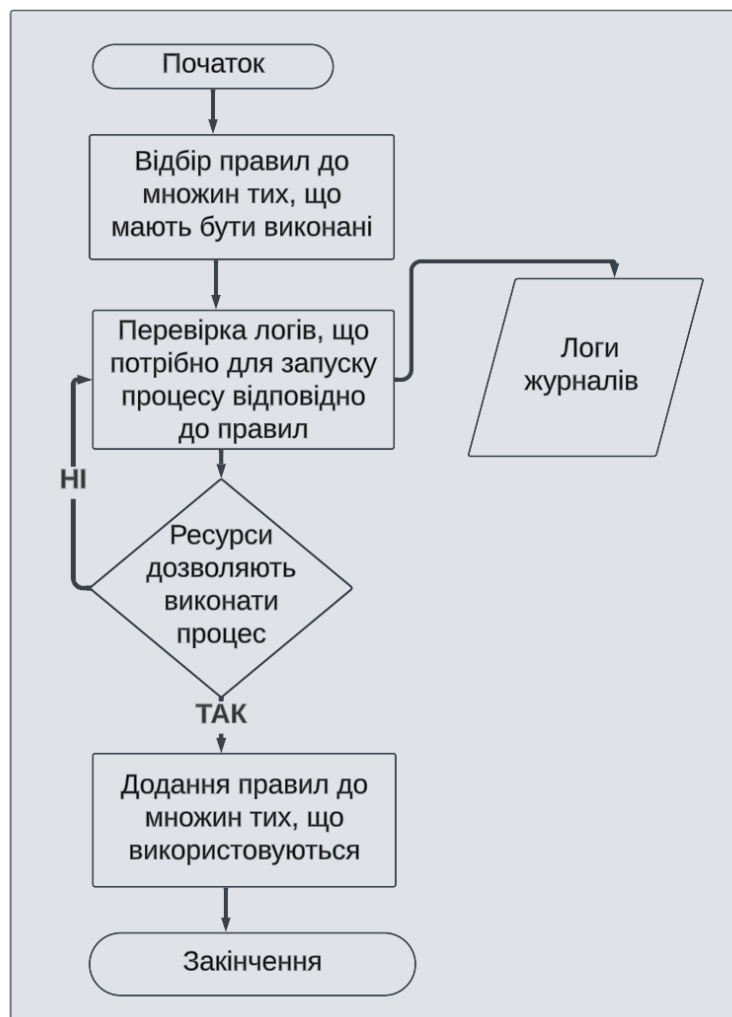 Початок
Відбір правил до
множин тих, що
мають бути виконані
Перевірка логів, що
потрібно для запуску
процесу відповідно
до правил
Логи
журналів
НІ
Ресурси
дозволяють
виконати
процес
ТАК
Додання правил до
множин тих, що
використовуються
Закінчення